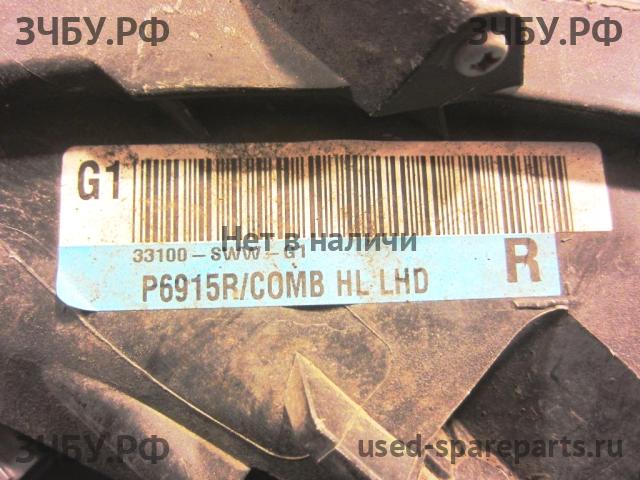 ЗЧБУ.РФ
ЗЧБУ.РФ
G1
Нет в наличи
33100-SWW-G1
R
P6915R/COMB HL LHD
ЗЧБУ.РФ
used-spareparts.ru